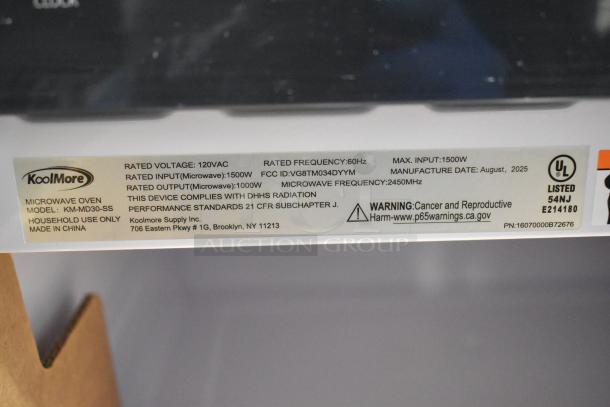 CLOCK
KoolMore
MICROWAVE OVEN
MODEL: KM-MD30-SS
HOUSEHOLD USE ONLY
MADE IN CHINA
RATED VOLTAGE: 120VAC RATED FREQUENCY:60Hz MAX. INPUT:1500W
RATED INPUT(Microwave):1500W FCC ID:VG8TM034DYYM MANUFACTURE DATE: August, 2025
RATED OUTPUT(Microwave):1000W MICROWAVE FREQUENCY:2450MHz
THIS DEVICE COMPLIES WITH DHHS RADIATION
PERFORMANCE STANDARDS 21 CFR SUBCHAPTER J.
Koolmore Supply Inc.
706 Eastern Pkwy # 1G, Brooklyn, NY 11213
WARNING:Cancer and Reproductive
Harm-www.p65warnings.ca.gov
UL
LISTED
54NJ
E214180
PN:16070000B72676
AUCTION GROUP